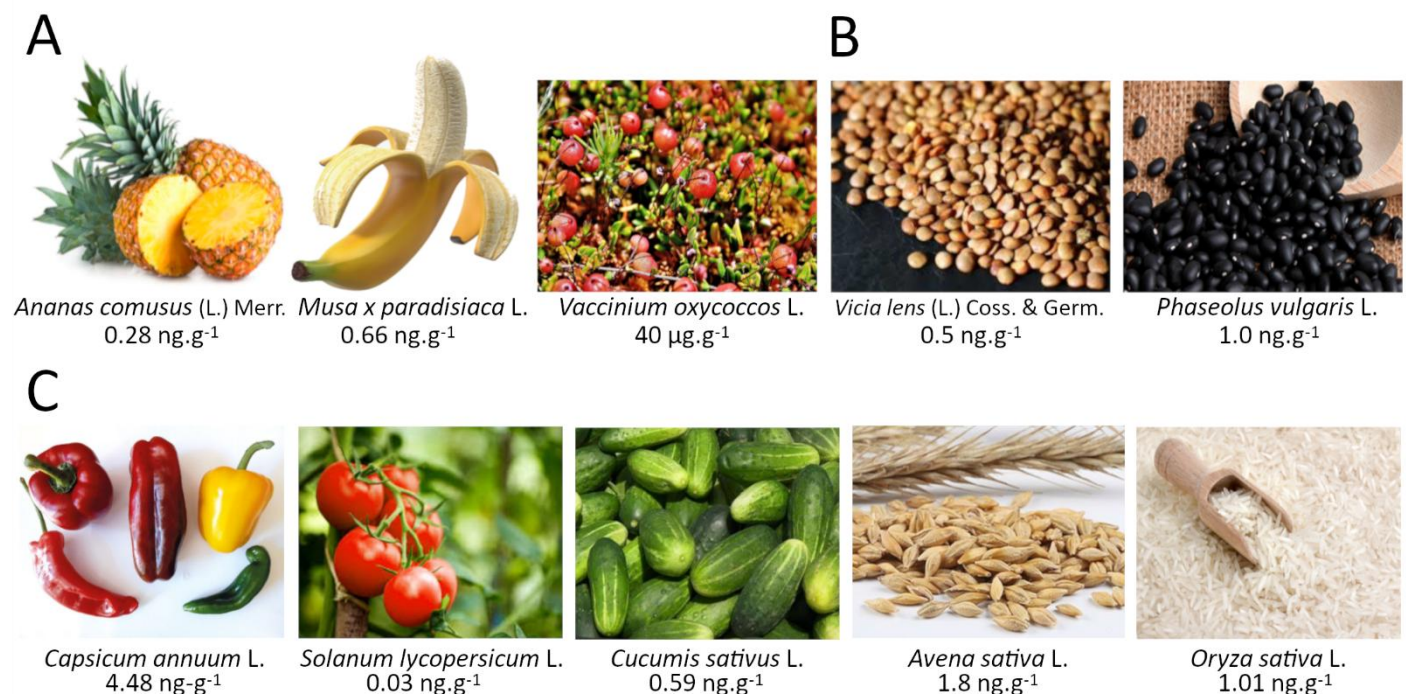 A
B
Ananas comusus (L.) Merr.
0.28 ng.g⁻¹
Musa x paradisiaca L.
0.66 ng.g⁻¹
Vaccinium oxycoccos L.
40 µg.g⁻¹
Vicia lens (L.) Coss. & Germ.
0.5 ng.g⁻¹
Phaseolus vulgaris L.
1.0 ng.g⁻¹
C
Capsicum annuum L.
4.48 ng-g⁻¹
Solanum lycopersicum L.
0.03 ng.g⁻¹
Cucumis sativus L.
0.59 ng.g⁻¹
Avena sativa L.
1.8 ng.g⁻¹
Oryza sativa L.
1.01 ng.g⁻¹